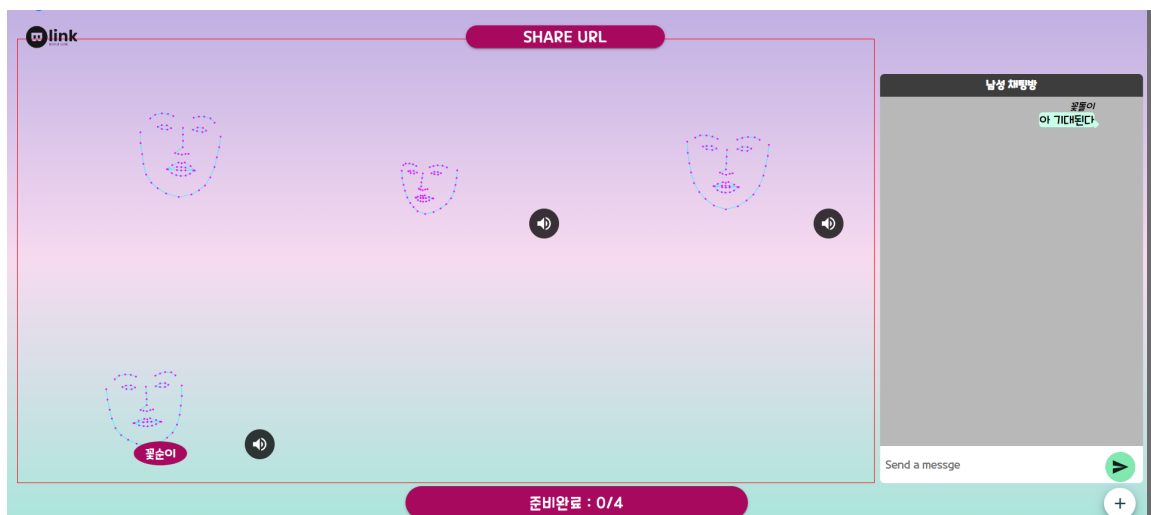 link
SHARE URL
남성 채팅방
꽃돌이
아 기대된다
꽃순이
Send a messge
준비완료 : 0/4